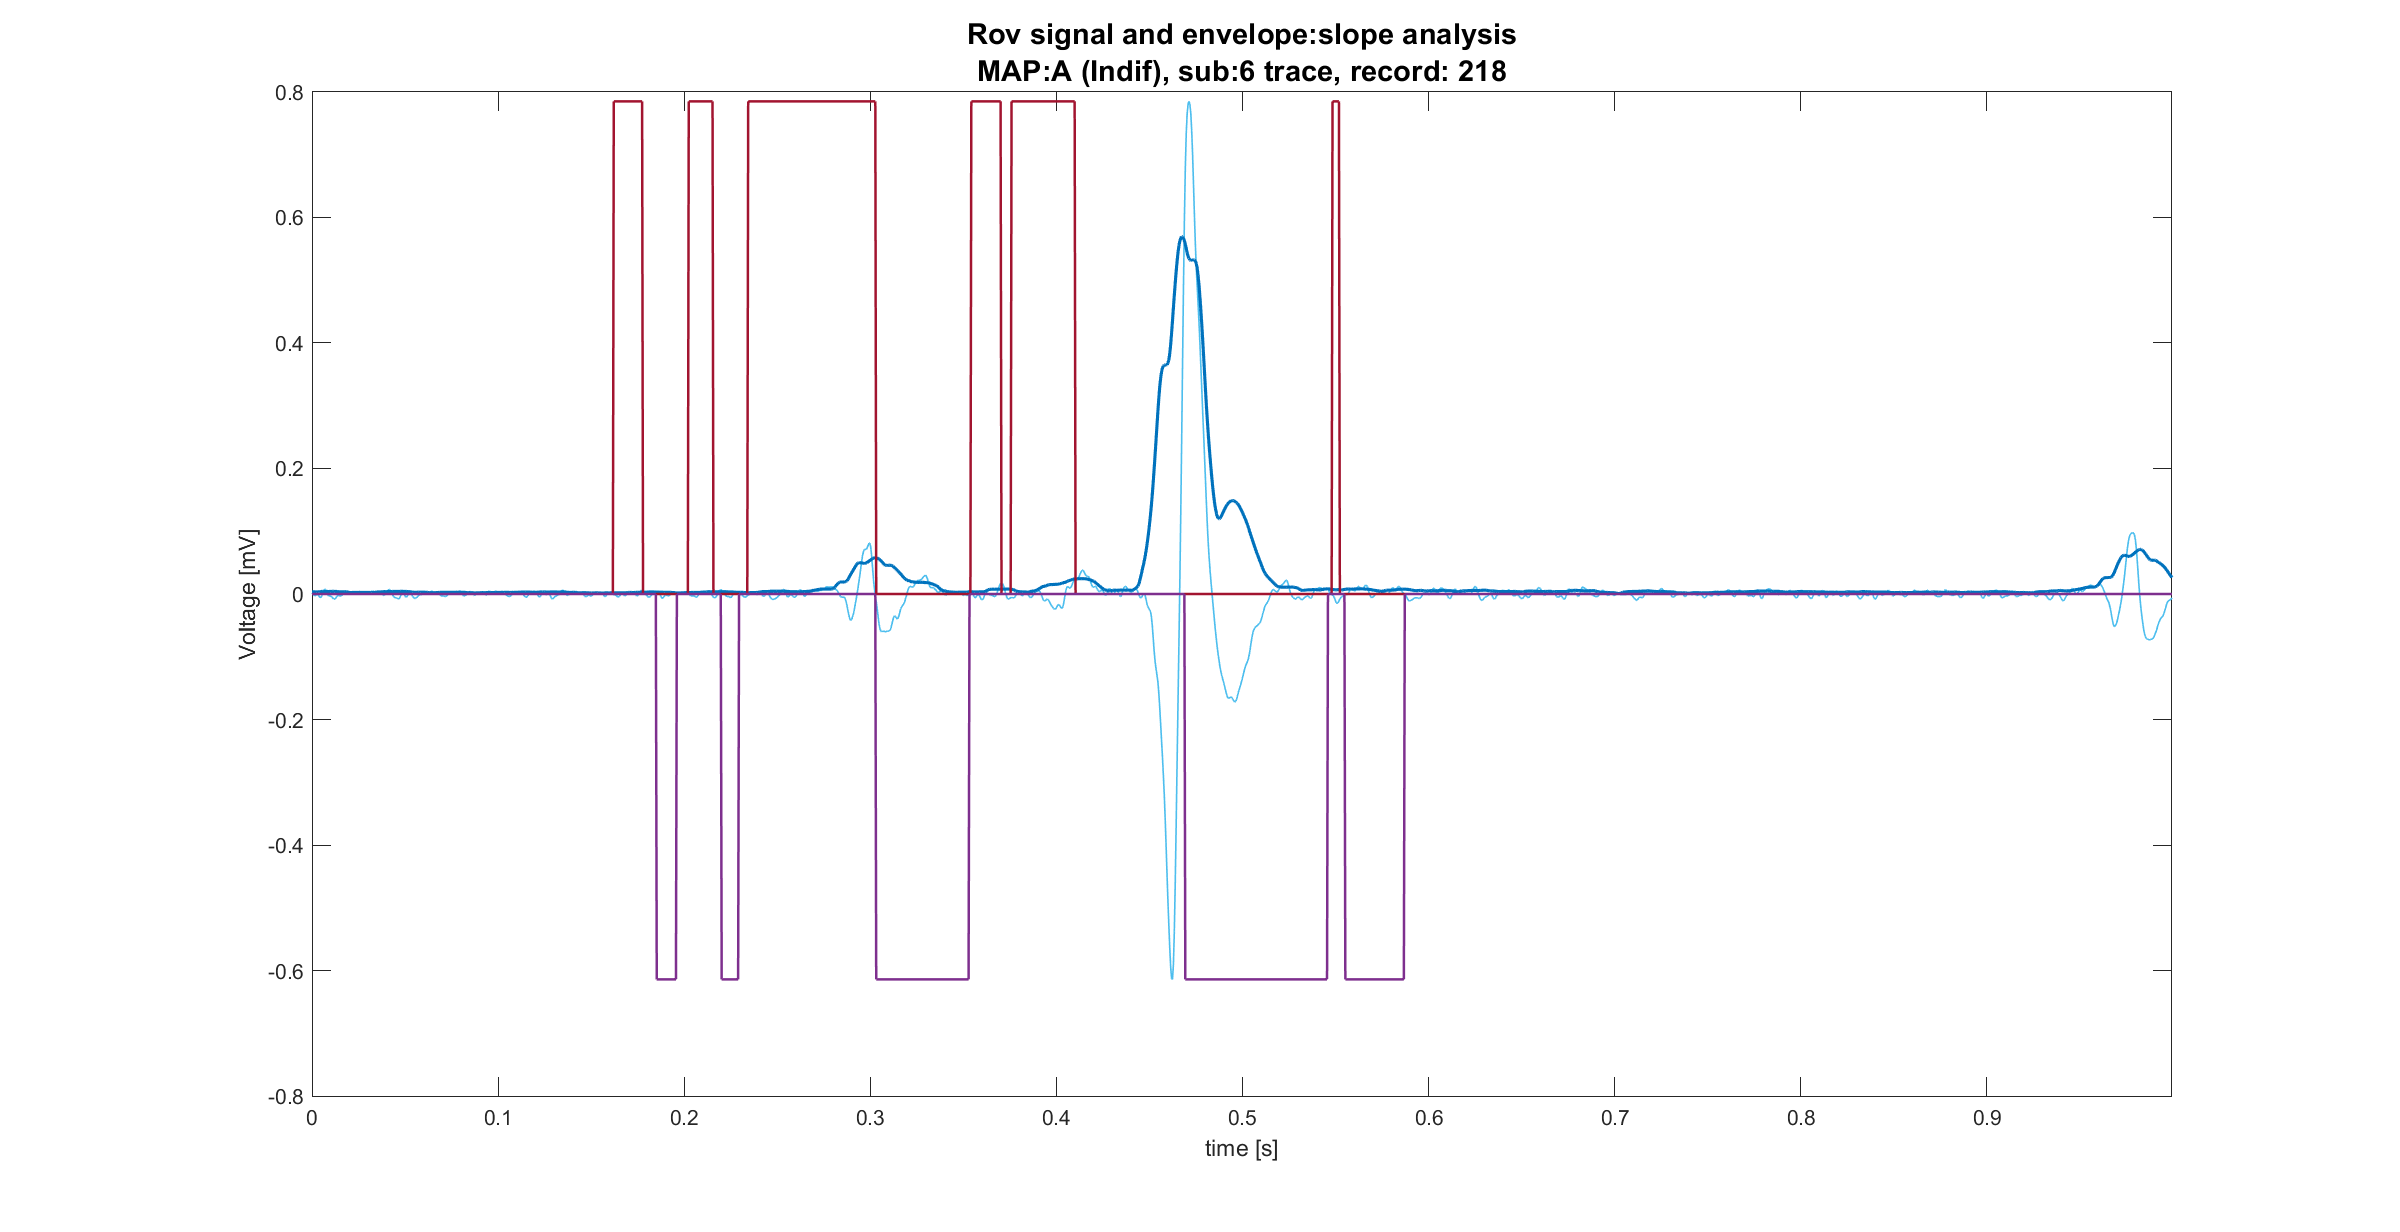 Rov signal and envelope:slope analysis
MAP:A (Indif), sub:6 trace, record: 218
0.8
0.6
0.4
0.2
0
-0.2
-0.4
-0.6
-0.8
Voltage [mV]
0 0.1 0.2 0.3 0.4 0.5 0.6 0.7 0.8 0.9
time [s]